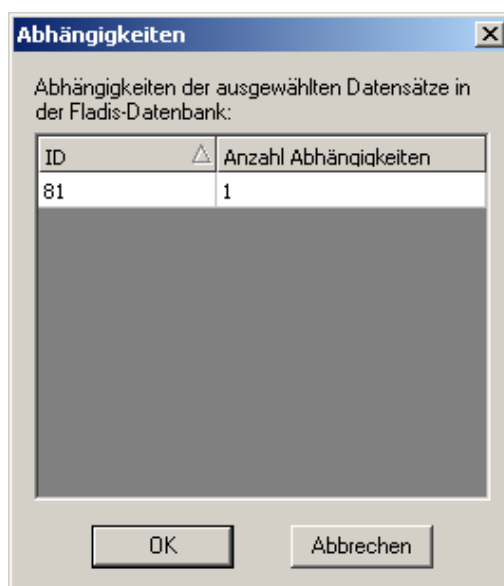 Abhängigkeiten
Abhängigkeiten der ausgewählten Datensätze in
der Fladis-Datenbank:
ID Anzahl Abhängigkeiten
81 1
OK Abbrechen